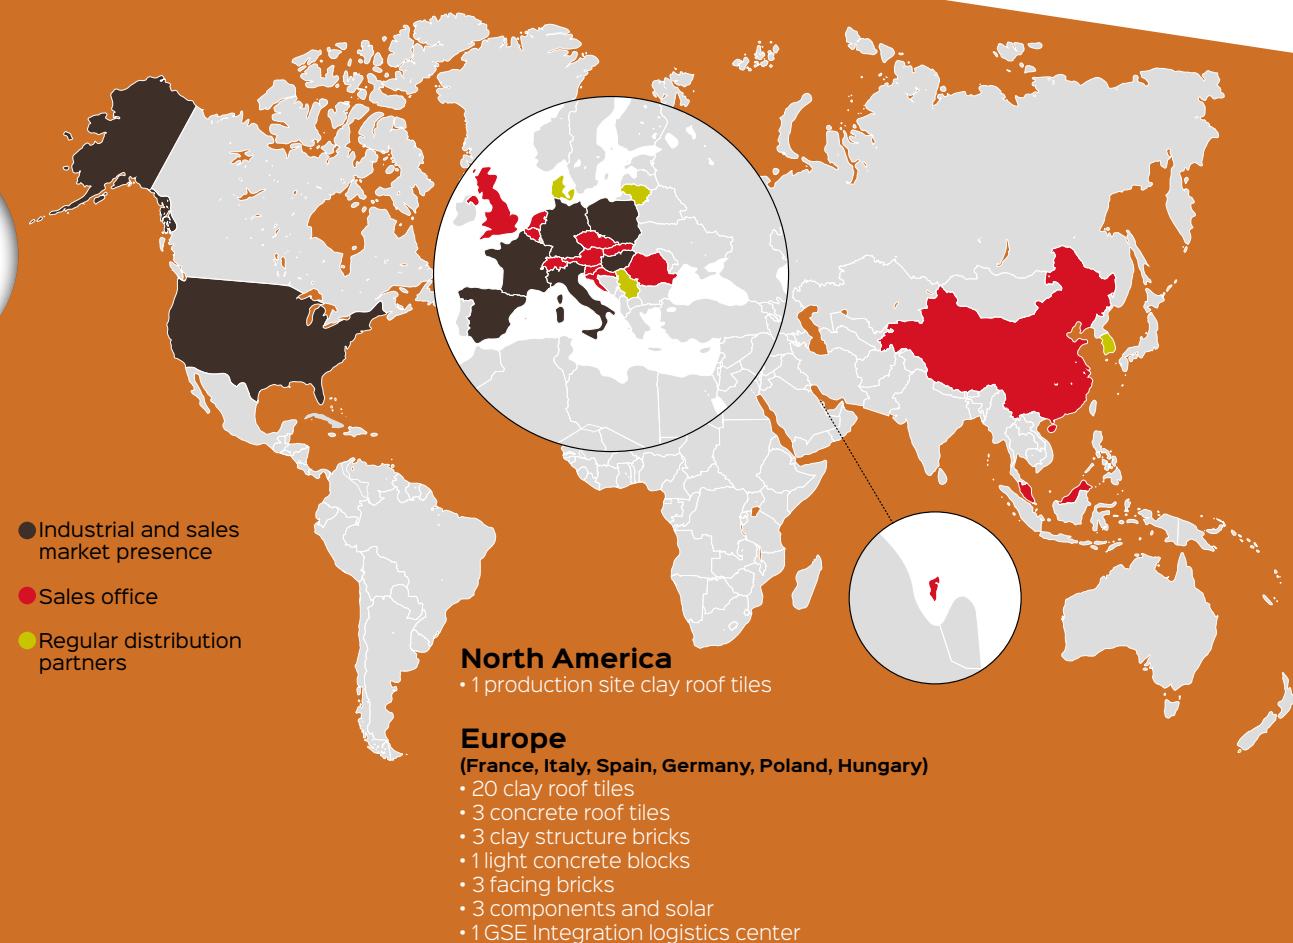 Industrial and sales
market presence
Sales office
Regular distribution
partners
North America
• 1 production site clay roof tiles
Europe
(France, Italy, Spain, Germany, Poland, Hungary)
• 20 clay roof tiles
• 3 concrete roof tiles
• 3 clay structure bricks
• 1 light concrete blocks
• 3 facing bricks
• 3 components and solar
• 1 GSE Integration logistics center